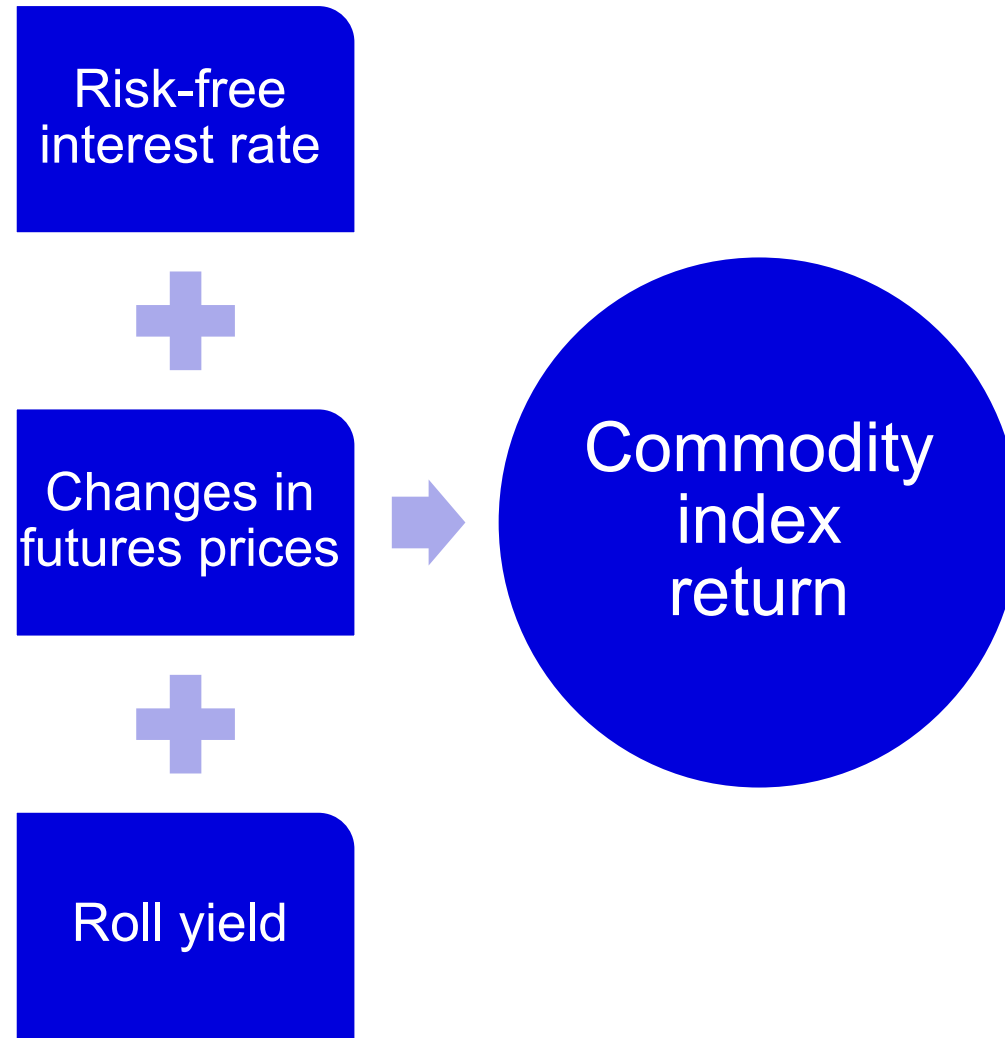 Risk-free
interest rate
Changes in
futures prices
Commodity
index
return
Roll yield